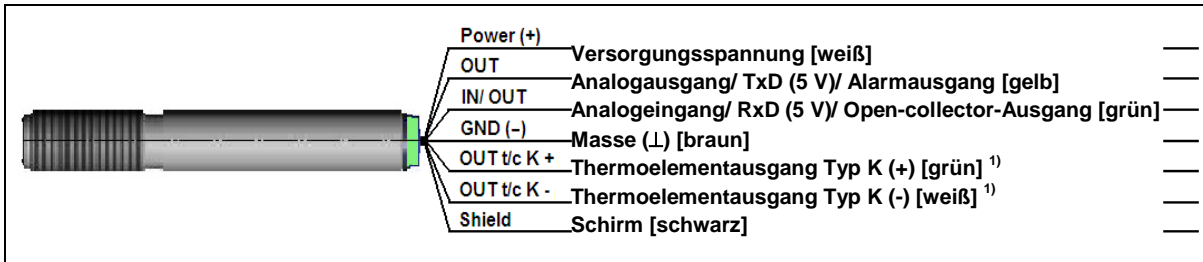 Power (+) Versorgungsspannung [weiß]
OUT Analogausgang/ TxD (5 V)/ Alarmausgang [gelb]
IN/ OUT Analogeingang/ RxD (5 V)/ Open-collector-Ausgang [grün]
GND (–) Masse (⊥) [braun]
OUT t/c K + Thermoelementausgang Typ K (+) [grün] ¹⁾
OUT t/c K - Thermoelementausgang Typ K (-) [weiß] ¹⁾
Shield Schirm [schwarz]